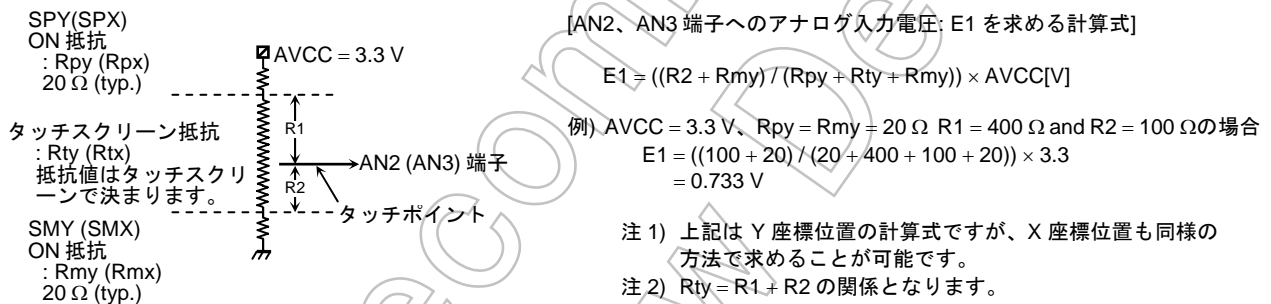 SPY(SPX)
ON 抵抗
: Rpy (Rpx)
20 Ω (typ.)
AVCC = 3.3 V
タッチスクリーン抵抗
: Rty (Rtx)
抵抗値はタッチスクリ
ーンで決まります。
R1
AN2 (AN3) 端子
R2
タッチポイント
SMY (SMX)
ON 抵抗
: Rmy (Rmx)
20 Ω (typ.)
[AN2、AN3 端子へのアナログ入力電圧: E1 を求める計算式]
E1 = ((R2 + Rmy) / (Rpy + Rty + Rmy)) × AVCC[V]
例) AVCC = 3.3 V、Rpy = Rmy = 20 Ω R1 = 400 Ω and R2 = 100 Ωの場合
E1 = ((100 + 20) / (20 + 400 + 100 + 20)) × 3.3
= 0.733 V
注 1) 上記は Y 座標位置の計算式ですが、X 座標位置も同様の
方法で求めることが可能です。
注 2) Rty = R1 + R2 の関係となります。